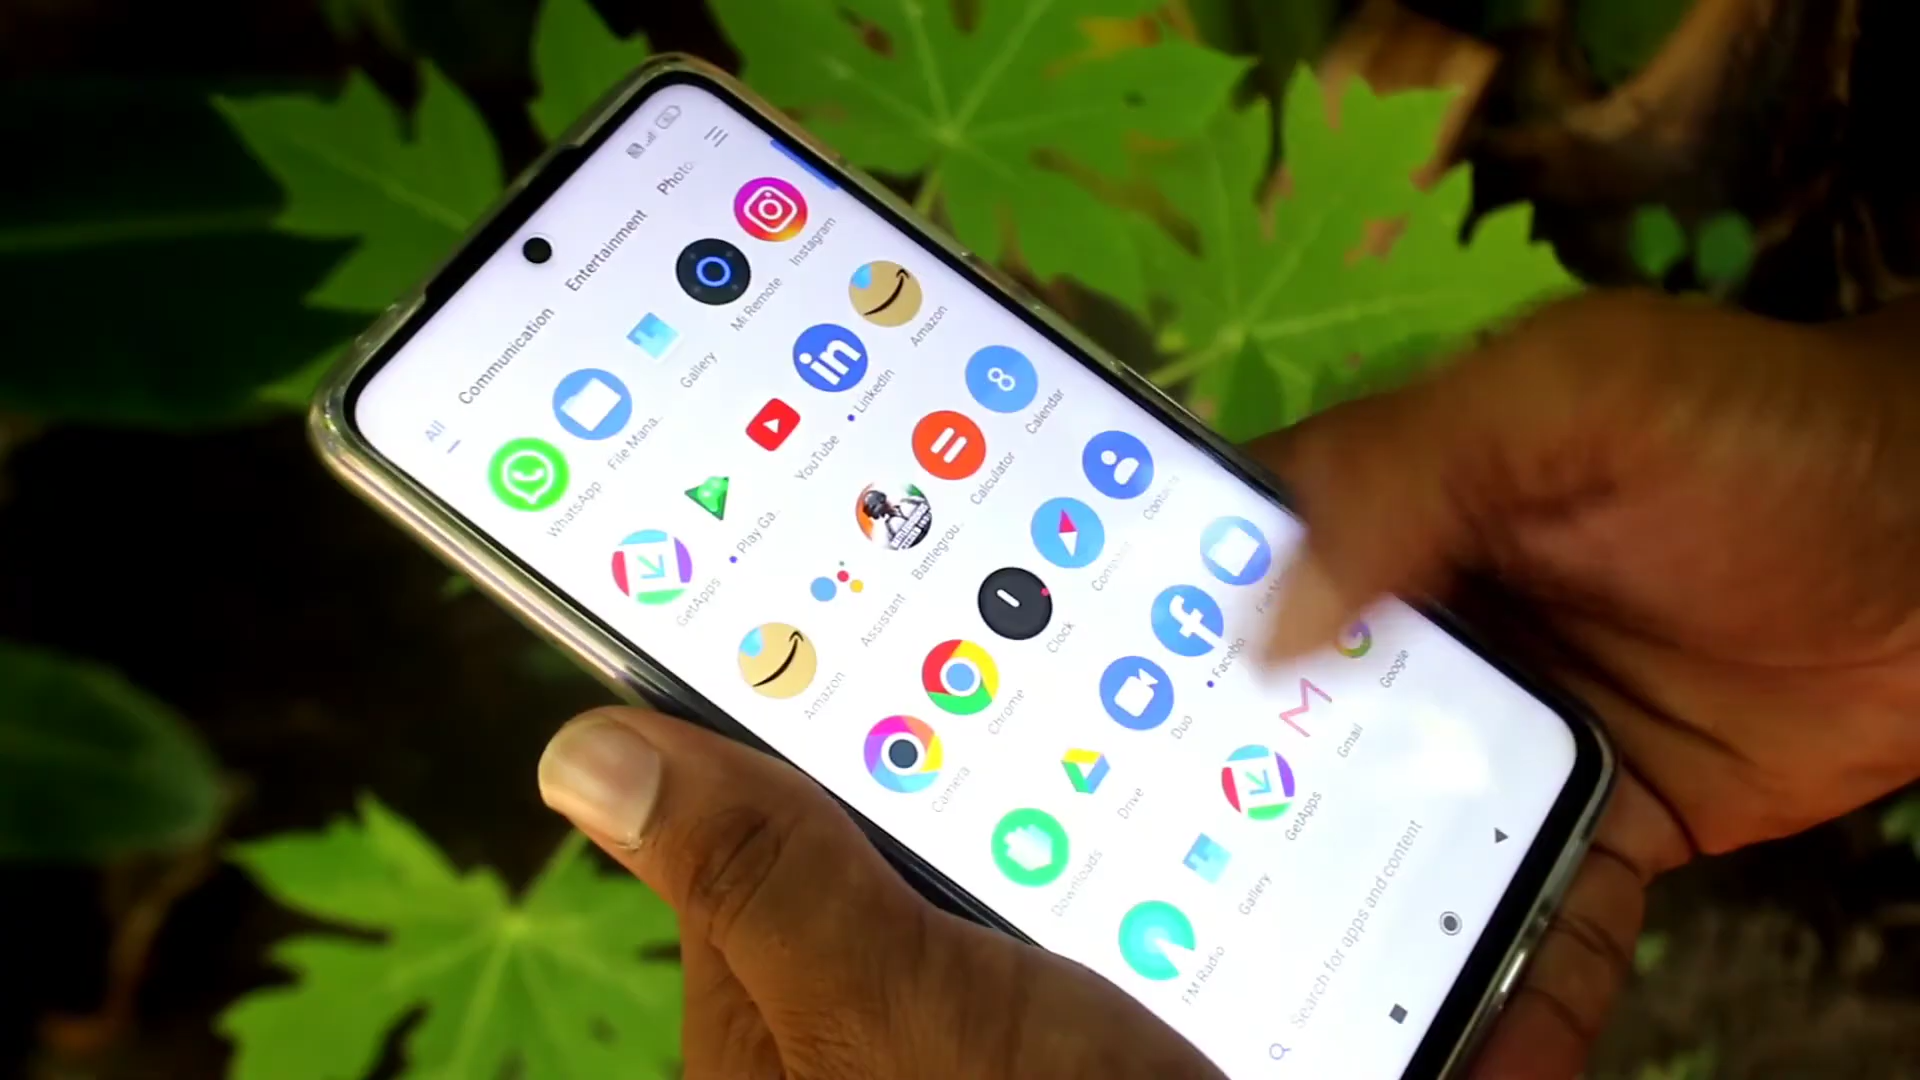 All Communication Entertainment Photo
WhatsApp File Mana.. Gallery Mi Remote Instagram
GetApps Play Ga.. YouTube LinkedIn Amazon
Amazon Assistant Battlegrou.. Calculator Calendar
Camera Chrome Clock
Downloads Drive Duo Facebo
FM Radio Gallery GetApps Gmail Google
Search for apps and content